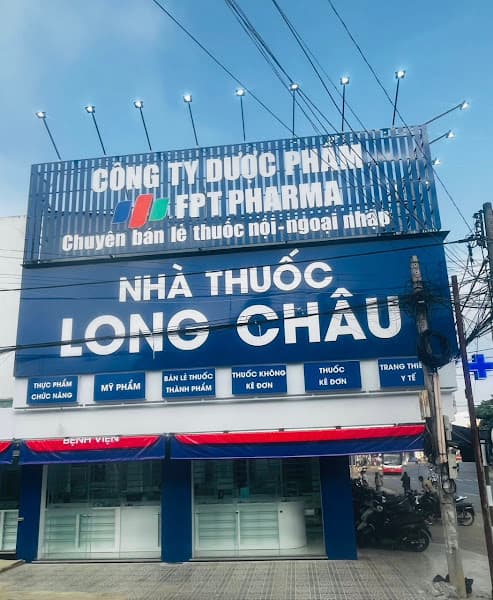 CÔNG TY DƯỢC PHẨM
FPT PHARMA
Chuyên bán lẻ thuốc nội - ngoại nhập
NHÀ THUỐC
LONG CHÂU
THỰC PHẨM
CHỨC NĂNG
MỸ PHẨM
BÁN LẺ THUỐC
THÀNH PHẨM
THUỐC KHÔNG
KÊ ĐƠN
THUỐC
KÊ ĐƠN
TRANG THIẾ
Y TẾ
BỆNH VIỆN